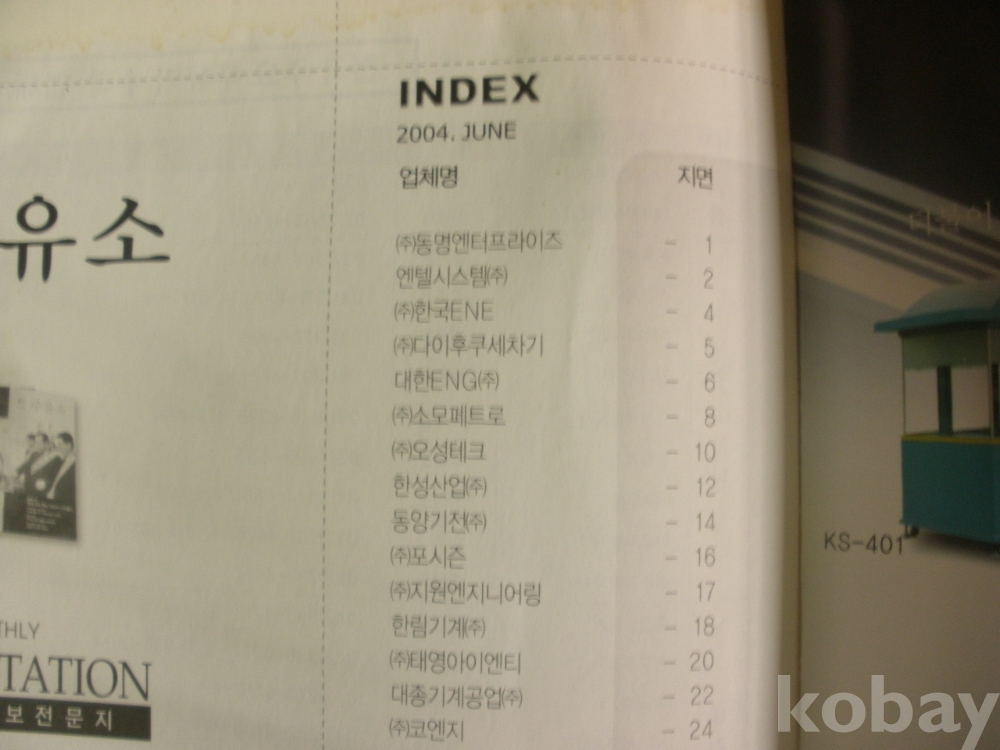 INDEX
2004. JUNE
업체명 지면
㈜동명엔터프라이즈 - 1
엔텔시스템㈜ - 2
㈜한국ENE - 4
㈜다이후쿠세차기 - 5
대한ENG㈜ - 6
㈜소모페트로 - 8
㈜오성테크 - 10
한성산업㈜ - 12
동양기전㈜ - 14
㈜포시즌 - 16
㈜지원엔지니어링 - 17
한림기계㈜ - 18
㈜태영아이엔티 - 20
대종기계공업㈜ - 22
㈜코엔지 - 24
유소
THLY
TATION
보전문지
KS-401
kobay